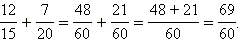 12/15 + 7/20 = 48/60 + 21/60 = (48 + 21)/60 = 69/60.